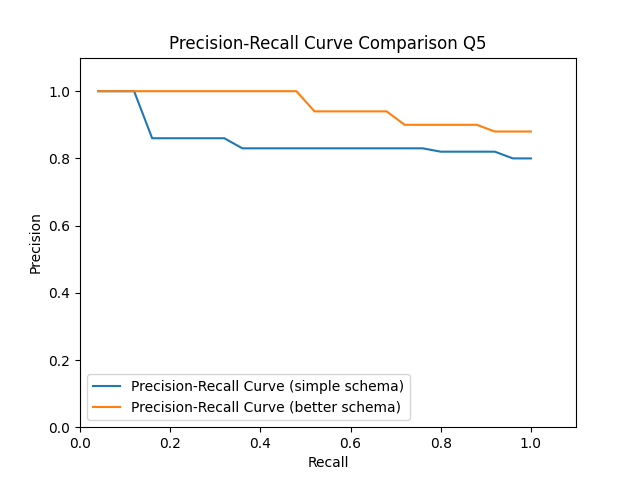 Precision-Recall Curve Comparison Q5
1.0
0.8
0.6
0.4
0.2
0.0
Precision
Precision-Recall Curve (simple schema)
Precision-Recall Curve (better schema)
0.0 0.2 0.4 0.6 0.8 1.0
Recall